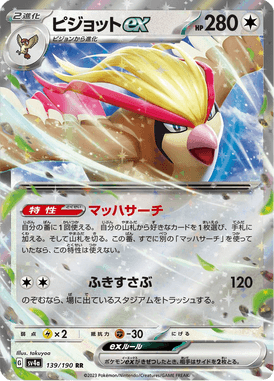 2進化 ピジョットex HP280
ピジョンから進化
特性 マッハサーチ
自分の番に1回使える。自分の山札から好きなカードを1枚選び、手札に加える。そして山札を切る。この番、すでに別の「マッハサーチ」を使っていたなら、この特性は使えない。
ふきすさぶ 120
のぞむなら、場に出ているスタジアムをトラッシュする。
弱点 ×2 抵抗力 -30 にげる
Illus. takuyoa
exルール
ポケモンexがきぜつしたとき、相手はサイドを2枚とる。
G sv4a 139/190 RR
©2023 Pokémon/Nintendo/Creatures/GAME FREAK.